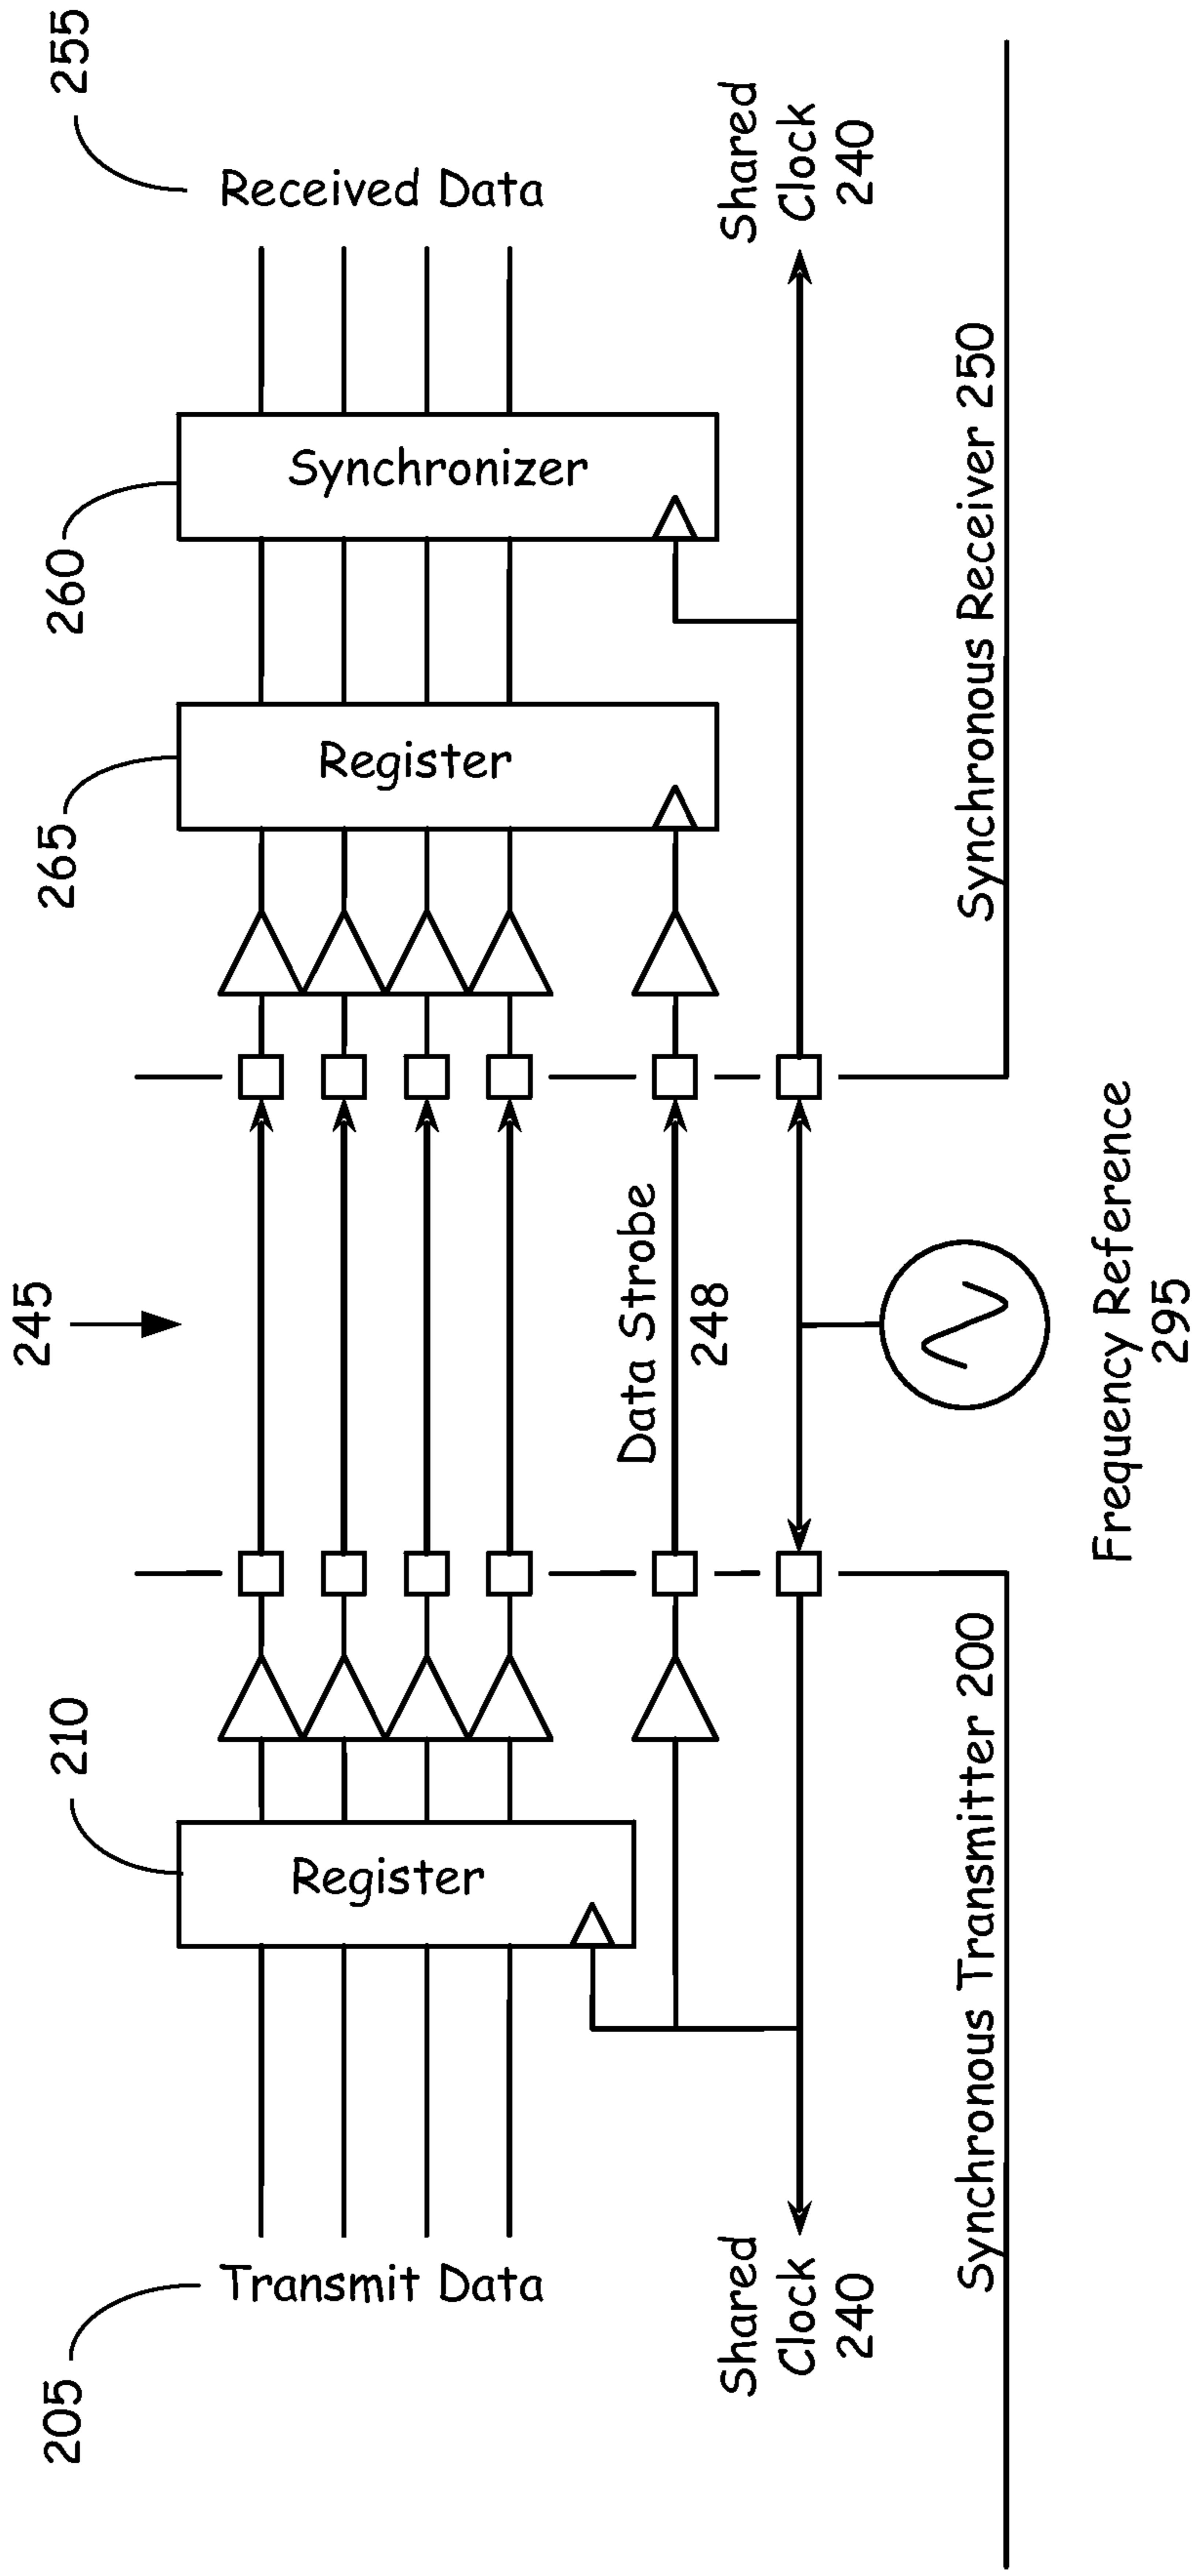 205
210
245
265
260
255
Transmit Data
Register
Register
Synchronizer
Received Data
Data Strobe
248
Shared
Clock
240
Shared
Clock
240
Synchronous Transmitter 200
Synchronous Receiver 250
Frequency Reference
295